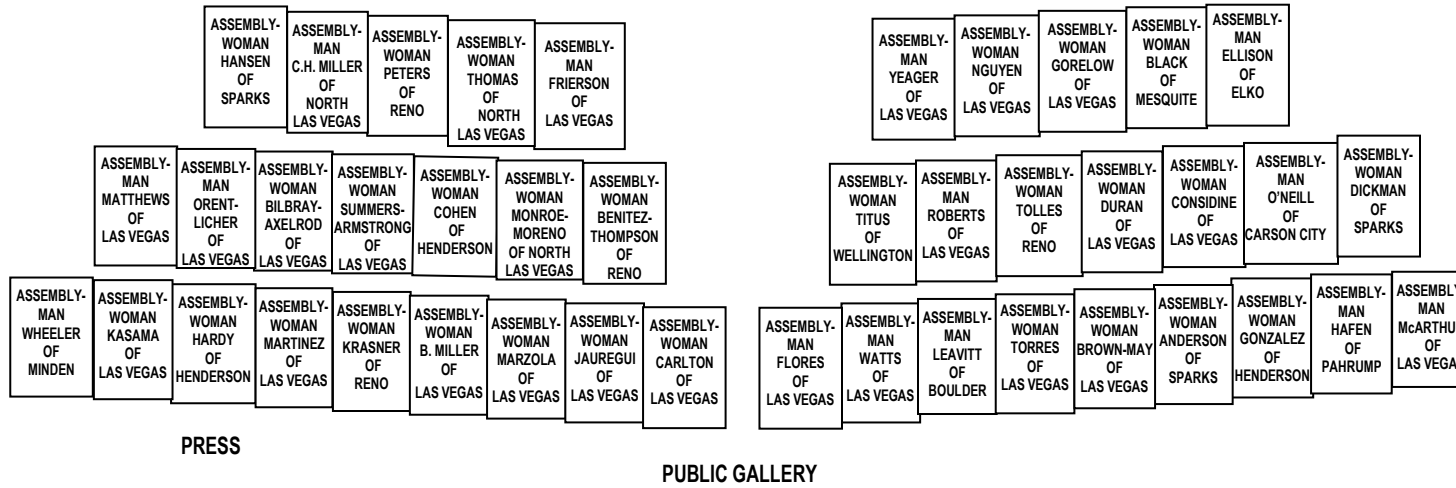 ASSEMBLY-
WOMAN
HANSEN
OF
SPARKS
ASSEMBLY-
MAN
C.H. MILLER
OF
NORTH
LAS VEGAS
ASSEMBLY-
WOMAN
PETERS
OF
RENO
ASSEMBLY-
WOMAN
THOMAS
OF
NORTH
LAS VEGAS
ASSEMBLY-
MAN
FRIERSON
OF
LAS VEGAS
ASSEMBLY-
MAN
YEAGER
OF
LAS VEGAS
ASSEMBLY-
WOMAN
NGUYEN
OF
LAS VEGAS
ASSEMBLY-
WOMAN
GORELOW
OF
LAS VEGAS
ASSEMBLY-
WOMAN
BLACK
OF
MESQUITE
ASSEMBLY-
MAN
ELLISON
OF
ELKO
ASSEMBLY-
MAN
MATTHEWS
OF
LAS VEGAS
ASSEMBLY-
MAN
ORENT-
LICHER
OF
LAS VEGAS
ASSEMBLY-
WOMAN
BILBRAY-
AXELROD
OF
LAS VEGAS
ASSEMBLY-
WOMAN
SUMMERS-
ARMSTRONG
OF
LAS VEGAS
ASSEMBLY-
WOMAN
COHEN
OF
HENDERSON
ASSEMBLY-
WOMAN
MONROE-
MORENO
OF NORTH
LAS VEGAS
ASSEMBLY-
WOMAN
BENITEZ-
THOMPSON
OF
RENO
ASSEMBLY-
WOMAN
TITUS
OF
WELLINGTON
ASSEMBLY-
MAN
ROBERTS
OF
LAS VEGAS
ASSEMBLY-
WOMAN
TOLLES
OF
RENO
ASSEMBLY-
WOMAN
DURAN
OF
LAS VEGAS
ASSEMBLY-
WOMAN
CONSIDINE
OF
LAS VEGAS
ASSEMBLY-
MAN
O'NEILL
OF
CARSON CITY
ASSEMBLY-
WOMAN
DICKMAN
OF
SPARKS
ASSEMBLY-
MAN
WHEELER
OF
MINDEN
ASSEMBLY-
WOMAN
KASAMA
OF
LAS VEGAS
ASSEMBLY-
WOMAN
HARDY
OF
HENDERSON
ASSEMBLY-
WOMAN
MARTINEZ
OF
LAS VEGAS
ASSEMBLY-
WOMAN
KRASNER
OF
RENO
ASSEMBLY-
WOMAN
B. MILLER
OF
LAS VEGAS
ASSEMBLY-
WOMAN
MARZOLA
OF
LAS VEGAS
ASSEMBLY-
WOMAN
JAUREGUI
OF
LAS VEGAS
ASSEMBLY-
WOMAN
CARLTON
OF
LAS VEGAS
ASSEMBLY-
MAN
FLORES
OF
LAS VEGAS
ASSEMBLY-
MAN
WATTS
OF
LAS VEGAS
ASSEMBLY-
MAN
LEAVITT
OF
BOULDER
ASSEMBLY-
WOMAN
TORRES
OF
LAS VEGAS
ASSEMBLY-
WOMAN
BROWN-MAY
OF
LAS VEGAS
ASSEMBLY-
WOMAN
ANDERSON
OF
SPARKS
ASSEMBLY-
WOMAN
GONZALEZ
OF
HENDERSON
ASSEMBLY-
MAN
HAFEN
OF
PAHRUMP
ASSEMBLY
MAN
McARTHU
OF
LAS VEGA
PRESS
PUBLIC GALLERY